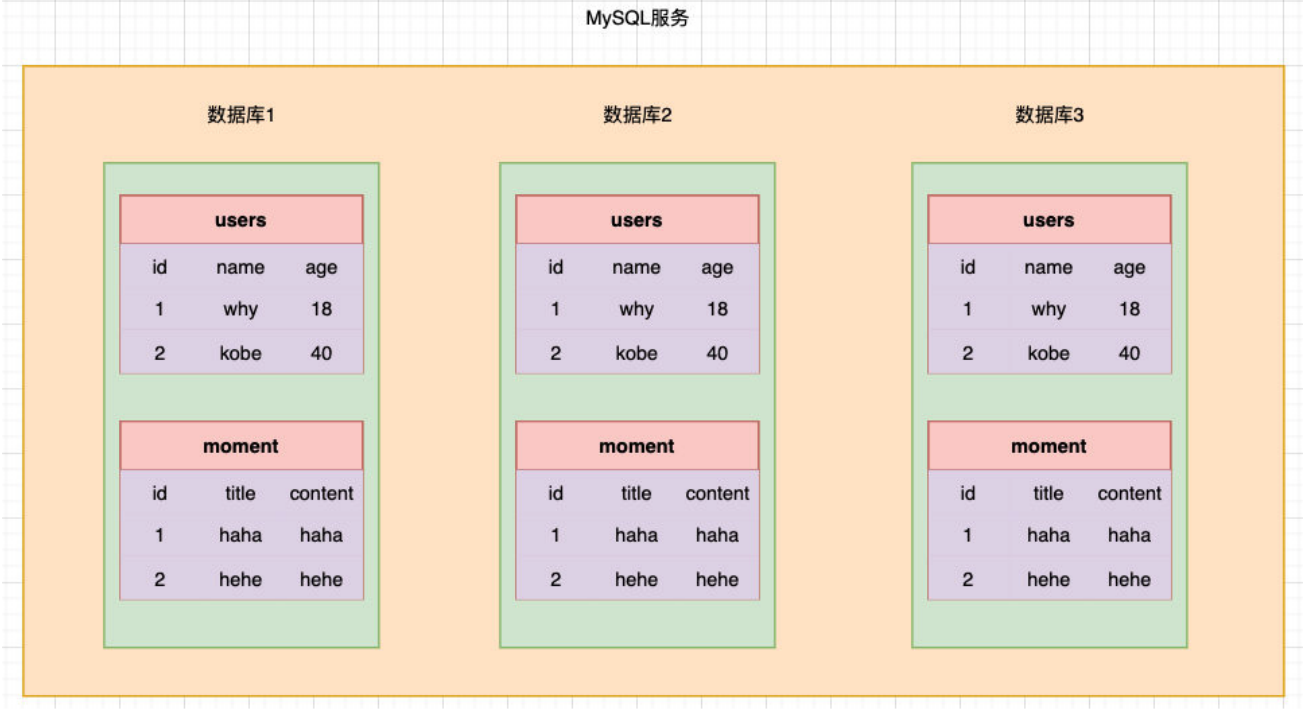 MySQL服务
数据库1
users
id name age
1 why 18
2 kobe 40
moment
id title content
1 haha haha
2 hehe hehe
数据库2
users
id name age
1 why 18
2 kobe 40
moment
id title content
1 haha haha
2 hehe hehe
数据库3
users
id name age
1 why 18
2 kobe 40
moment
id title content
1 haha haha
2 hehe hehe